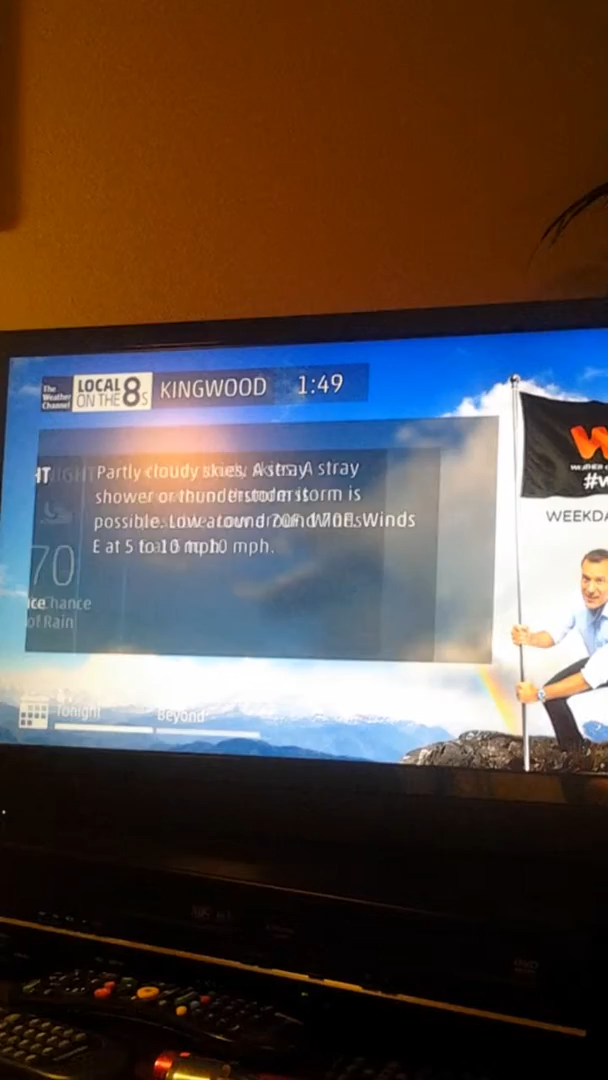 The
Weather
Channel
LOCAL
ON THE 8s
KINGWOOD 1:49
Partly cloudy skies. A stray
shower or thunderstorm is
possible. Low around 70F. Winds
E at 5 to 10 mph.
70
Chance
of Rain
Tonight
Beyond
WEEKDA